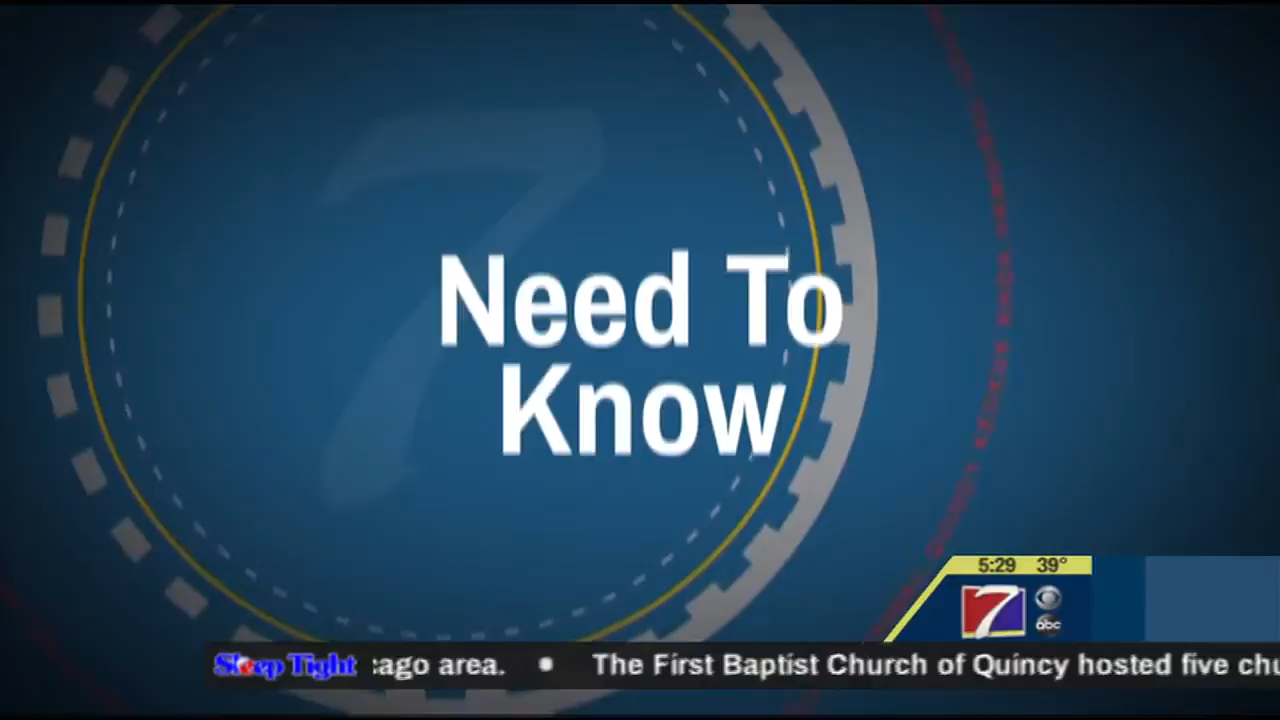 7
Need To
Know
5:29 39°
7
abc
Sleep Tight :ago area. • The First Baptist Church of Quincy hosted five chu